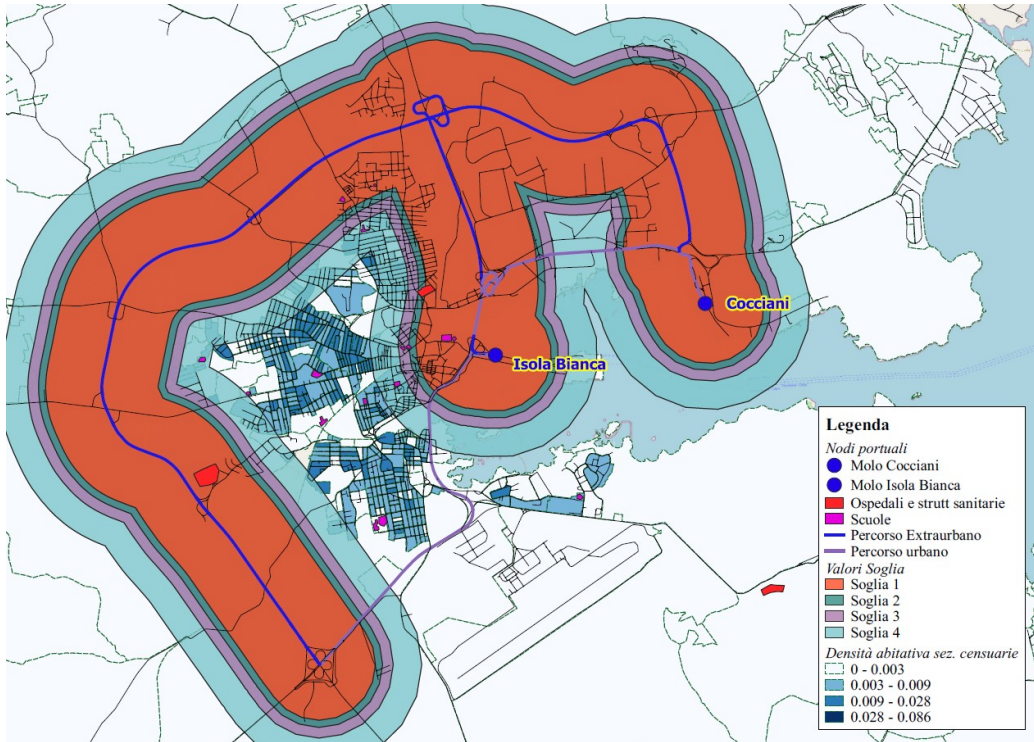 Cocciani
Isola Bianca
Legenda
Nodi portuali
Molo Cocciani
Molo Isola Bianca
Ospedali e strutt sanitarie
Scuole
Percorso Extraurbano
Percorso urbano
Valori Soglia
Soglia 1
Soglia 2
Soglia 3
Soglia 4
Densità abitativa sez. censuarie
0 - 0.003
0.003 - 0.009
0.009 - 0.028
0.028 - 0.086